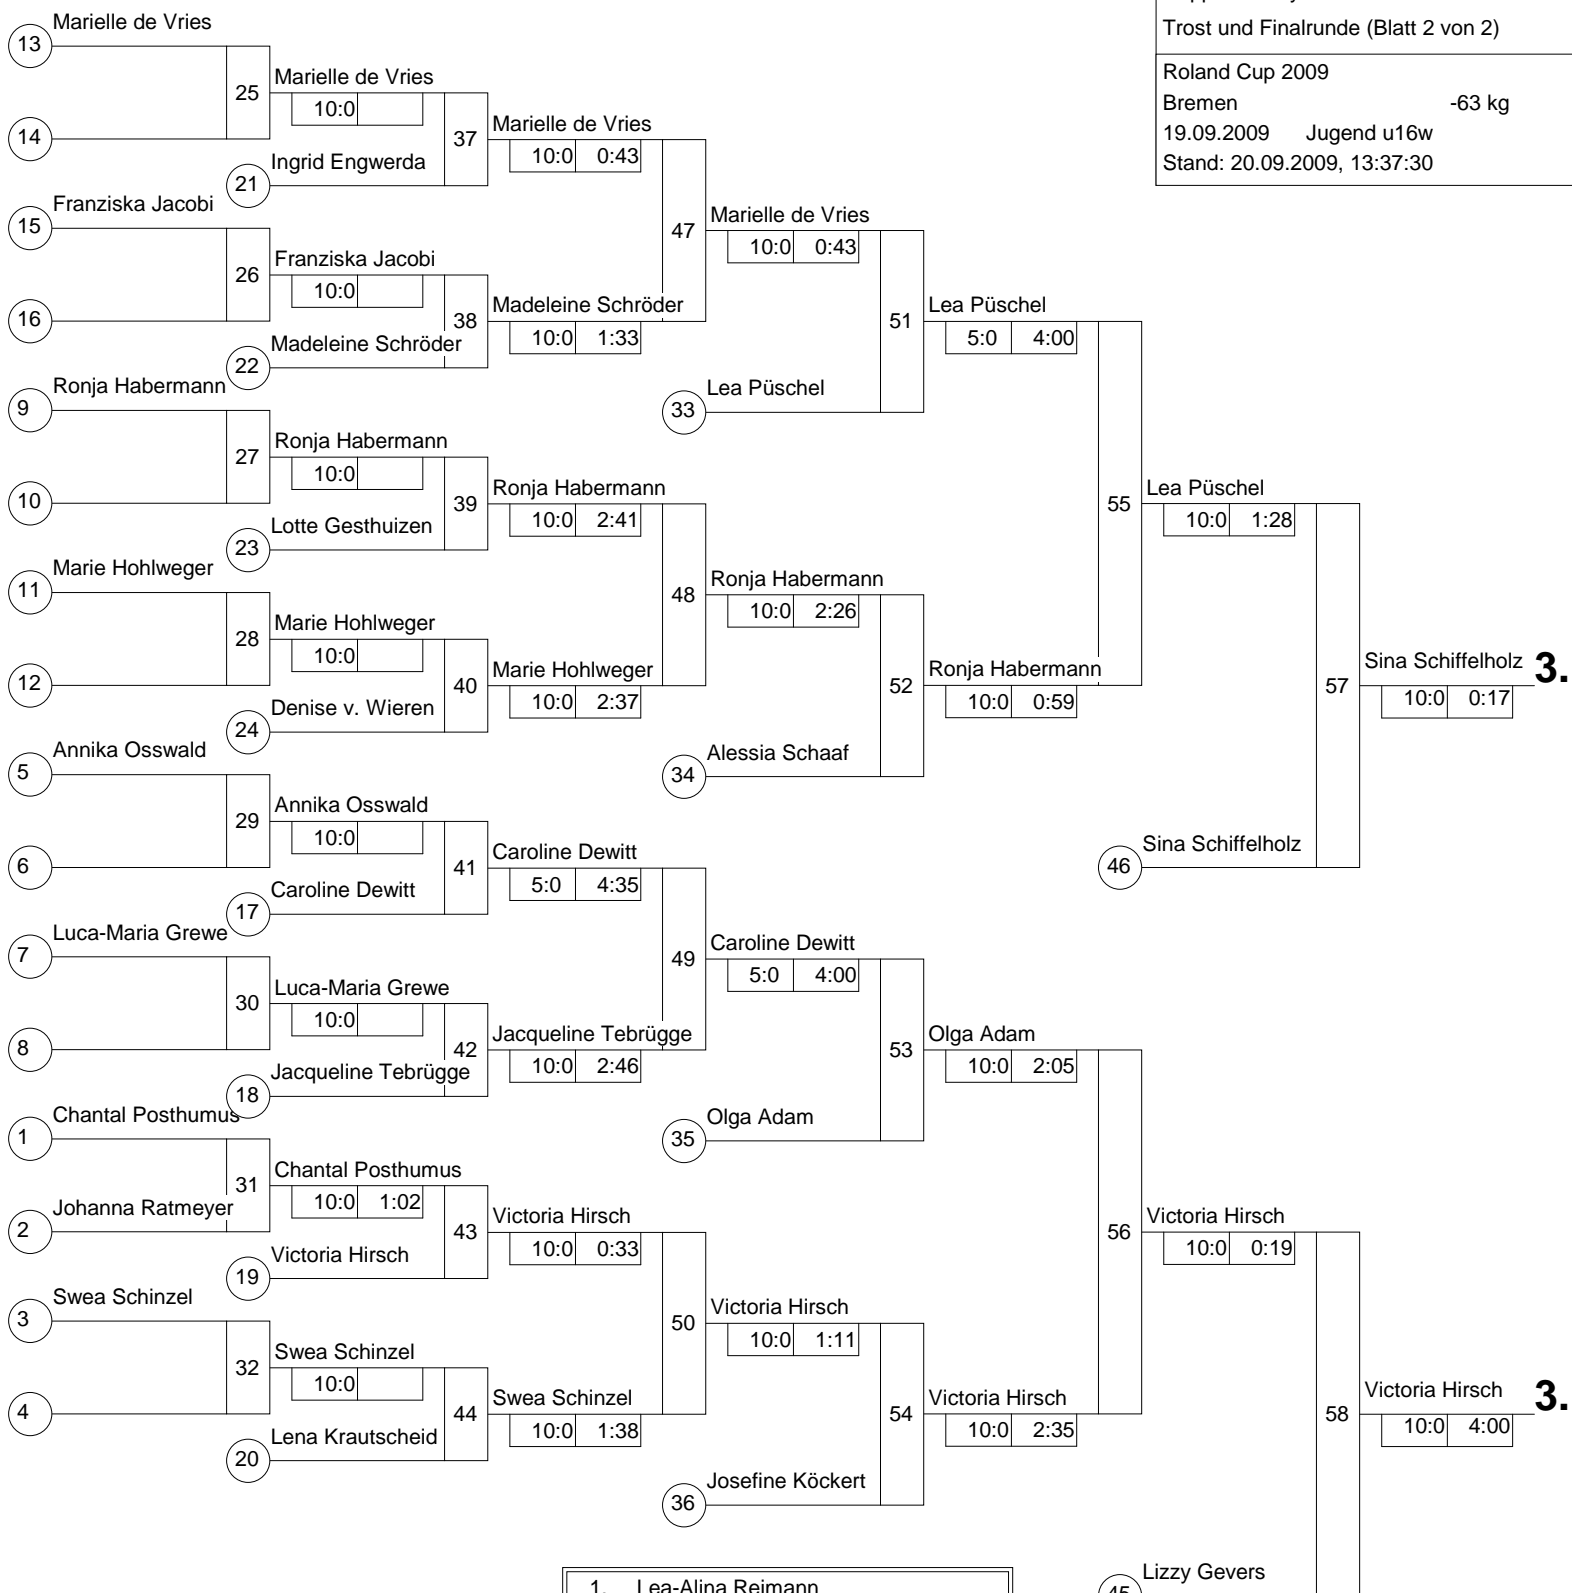 Trost und Finalrunde (Blatt 2 von 2)
Roland Cup 2009
Bremen -63 kg
19.09.2009 Jugend u16w
Stand: 20.09.2009, 13:37:30
13 Marielle de Vries
25 Marielle de Vries
10:0
14
37 Marielle de Vries
10:0 0:43
21 Ingrid Engwerda
15 Franziska Jacobi
47 Marielle de Vries
10:0 0:43
26 Franziska Jacobi
10:0
16
38 Madeleine Schröder
10:0 1:33
22 Madeleine Schröder
51 Lea Püschel
5:0 4:00
9 Ronja Habermann
33 Lea Püschel
27 Ronja Habermann
10:0
10
39 Ronja Habermann
10:0 2:41
23 Lotte Gesthuizen
55 Lea Püschel
10:0 1:28
11 Marie Hohlweger
48 Ronja Habermann
10:0 2:26
28 Marie Hohlweger
10:0
12
40 Marie Hohlweger
10:0 2:37
24 Denise v. Wieren
52 Ronja Habermann
10:0 0:59
57 Sina Schiffelholz 3.
10:0 0:17
5 Annika Osswald
34 Alessia Schaaf
29 Annika Osswald
10:0
6
41 Caroline Dewitt
5:0 4:35
46 Sina Schiffelholz
17 Caroline Dewitt
7 Luca-Maria Grewe
49 Caroline Dewitt
5:0 4:00
30 Luca-Maria Grewe
10:0
8
42 Jacqueline Tebrügge
10:0 2:46
18 Jacqueline Tebrügge
53 Olga Adam
10:0 2:05
1 Chantal Posthumus
35 Olga Adam
31 Chantal Posthumus
10:0 1:02
2 Johanna Ratmeyer
43 Victoria Hirsch
10:0 0:33
19 Victoria Hirsch
56 Victoria Hirsch
10:0 0:19
3 Swea Schinzel
50 Victoria Hirsch
10:0 1:11
32 Swea Schinzel
10:0
4
44 Swea Schinzel
10:0 1:38
20 Lena Krautscheid
54 Victoria Hirsch
10:0 2:35
58 Victoria Hirsch 3.
10:0 4:00
36 Josefine Köckert
45 Lizzy Gevers
1. Lea-Alina Reimann